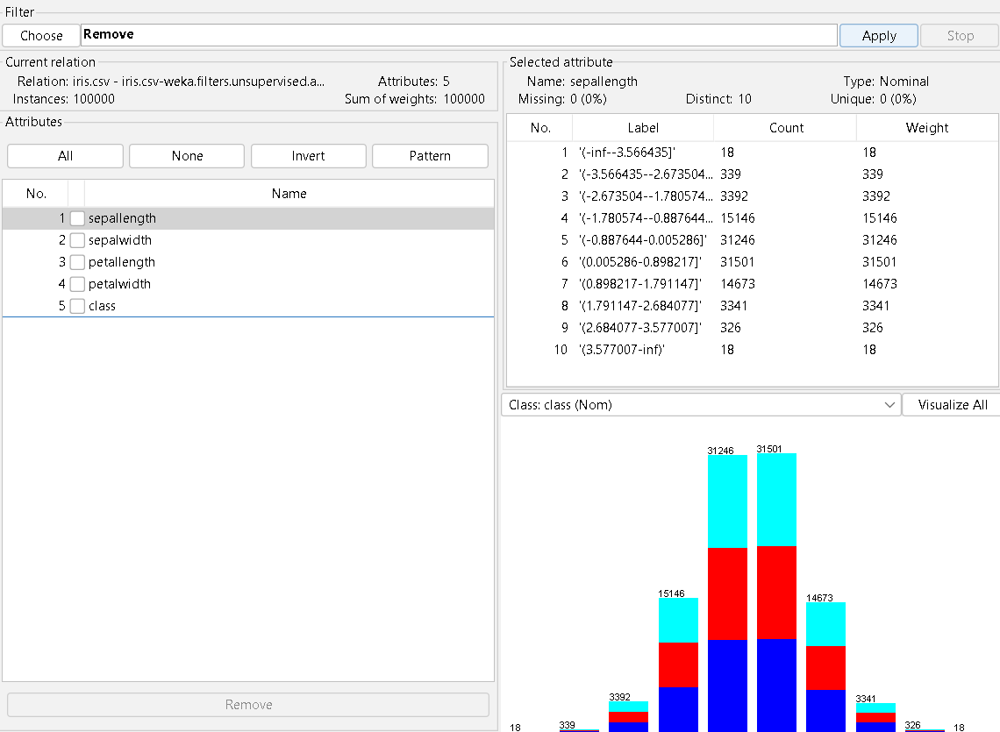 Filter
Choose Remove Apply Stop
Current relation
Relation: iris.csv - iris.csv-weka.filters.unsupervised.a... Attributes: 5
Instances: 100000 Sum of weights: 100000
Attributes
All None Invert Pattern
No. Name
1 sepallength
2 sepalwidth
3 petallength
4 petalwidth
5 class
Remove
Selected attribute
Name: sepallength Type: Nominal
Missing: 0 (0%) Distinct: 10 Unique: 0 (0%)
No. Label Count Weight
1 '(-inf--3.566435]' 18 18
2 '(-3.566435--2.673504... 339 339
3 '(-2.673504--1.780574... 3392 3392
4 '(-1.780574--0.887644... 15146 15146
5 '(-0.887644-0.005286]' 31246 31246
6 '(0.005286-0.898217]' 31501 31501
7 '(0.898217-1.791147]' 14673 14673
8 '(1.791147-2.684077]' 3341 3341
9 '(2.684077-3.577007]' 326 326
10 '(3.577007-inf)' 18 18
Class: class (Nom) Visualize All
31246 31501
15146 14673
3392 3341
18 339 326 18